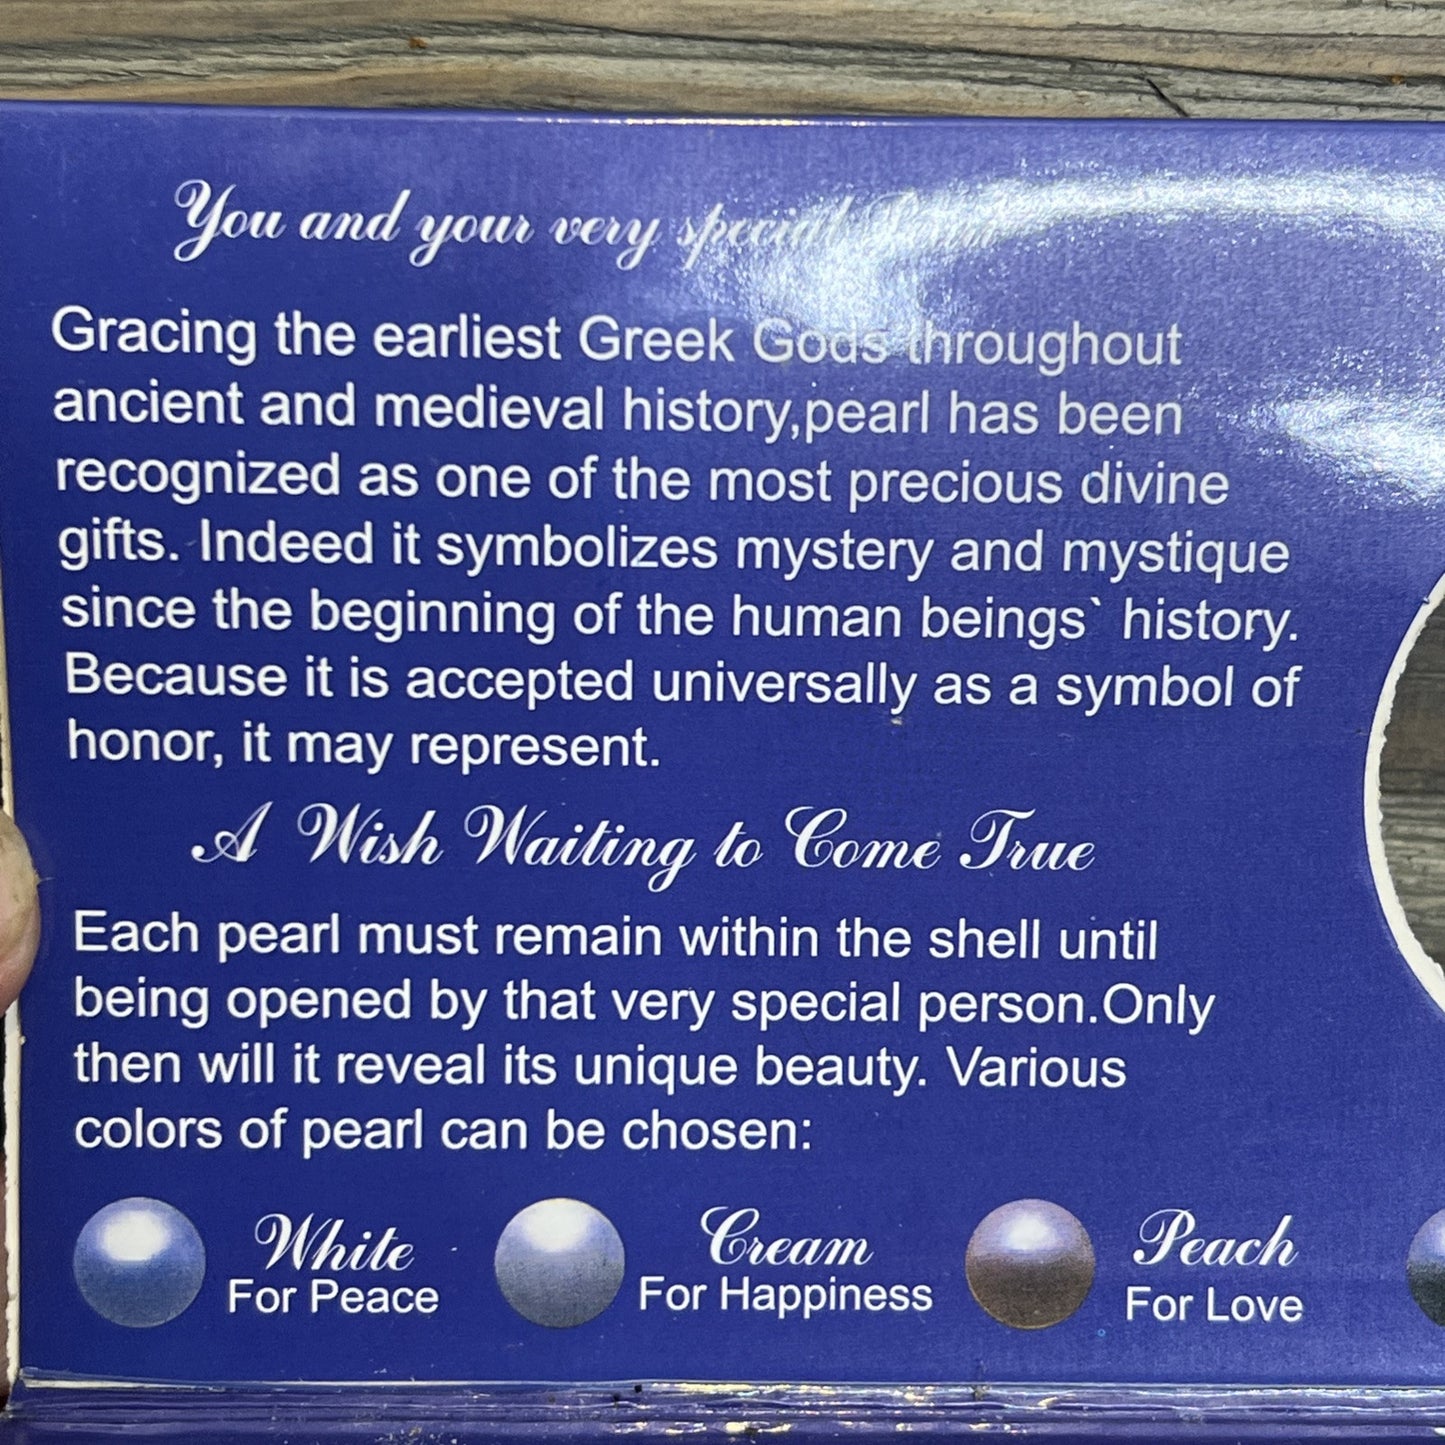 You and your very special Pearl
Gracing the earliest Greek Gods throughout
ancient and medieval history,pearl has been
recognized as one of the most precious divine
gifts. Indeed it symbolizes mystery and mystique
since the beginning of the human beings` history.
Because it is accepted universally as a symbol of
honor, it may represent.
A Wish Waiting to Come True
Each pearl must remain within the shell until
being opened by that very special person.Only
then will it reveal its unique beauty. Various
colors of pearl can be chosen:
White Cream Peach
For Peace For Happiness For Love